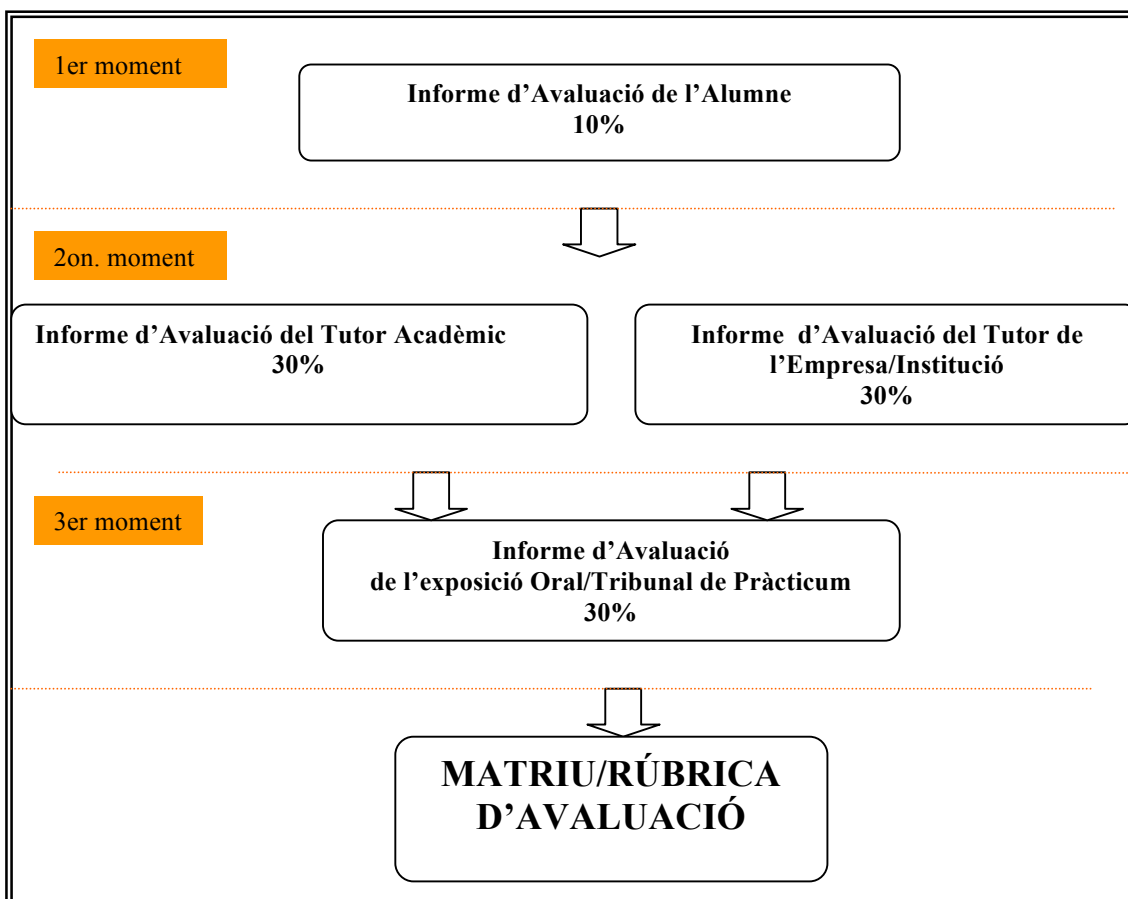 1er moment
Informe d’Avaluació de l’Alumne
10%
2on. moment
Informe d’Avaluació del Tutor Acadèmic
30%
Informe d’Avaluació del Tutor de
l’Empresa/Institució
30%
3er moment
Informe d’Avaluació
de l’exposició Oral/Tribunal de Pràcticum
30%
MATRIU/RÚBRICA
D’AVALUACIÓ